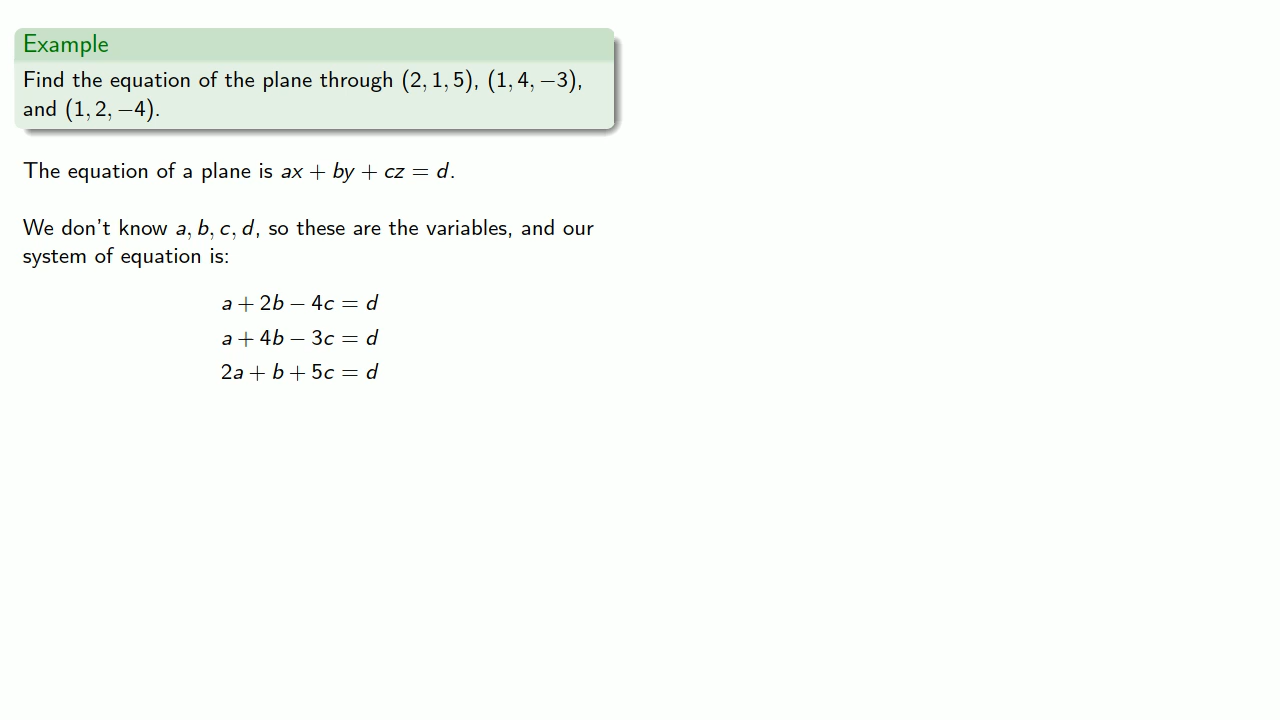 Example
Find the equation of the plane through (2, 1, 5), (1, 4, −3),
and (1, 2, −4).
The equation of a plane is ax + by + cz = d.
We don't know a, b, c, d, so these are the variables, and our
system of equation is:
a + 2b − 4c = d
a + 4b − 3c = d
2a + b + 5c = d